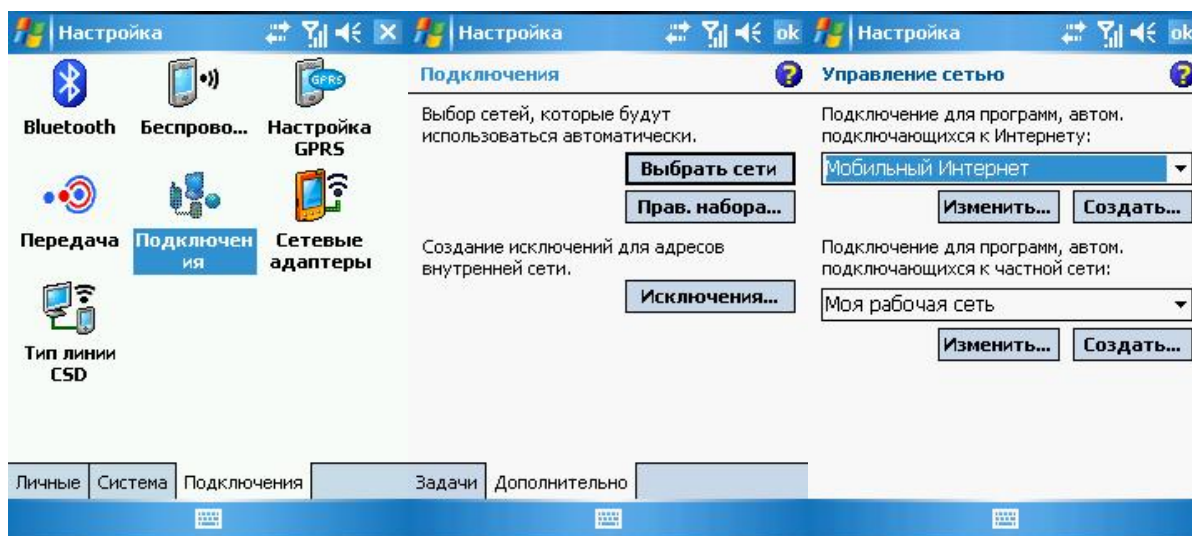 Настройка
Bluetooth
Беспрово...
Настройка
GPRS
GPRS
Передача
Подключен
ия
Сетевые
адаптеры
Тип линии
CSD
Личные
Система
Подключения
Настройка
ok
Подключения
?
Выбор сетей, которые будут
использоваться автоматически.
Выбрать сети
Прав. набора...
Создание исключений для адресов
внутренней сети.
Исключения...
Задачи
Дополнительно
Настройка
ok
Управление сетью
?
Подключение для программ, автом.
подключающихся к Интернету:
Мобильный Интернет
Изменить...
Создать...
Подключение для программ, автом.
подключающихся к частной сети:
Моя рабочая сеть
Изменить...
Создать...